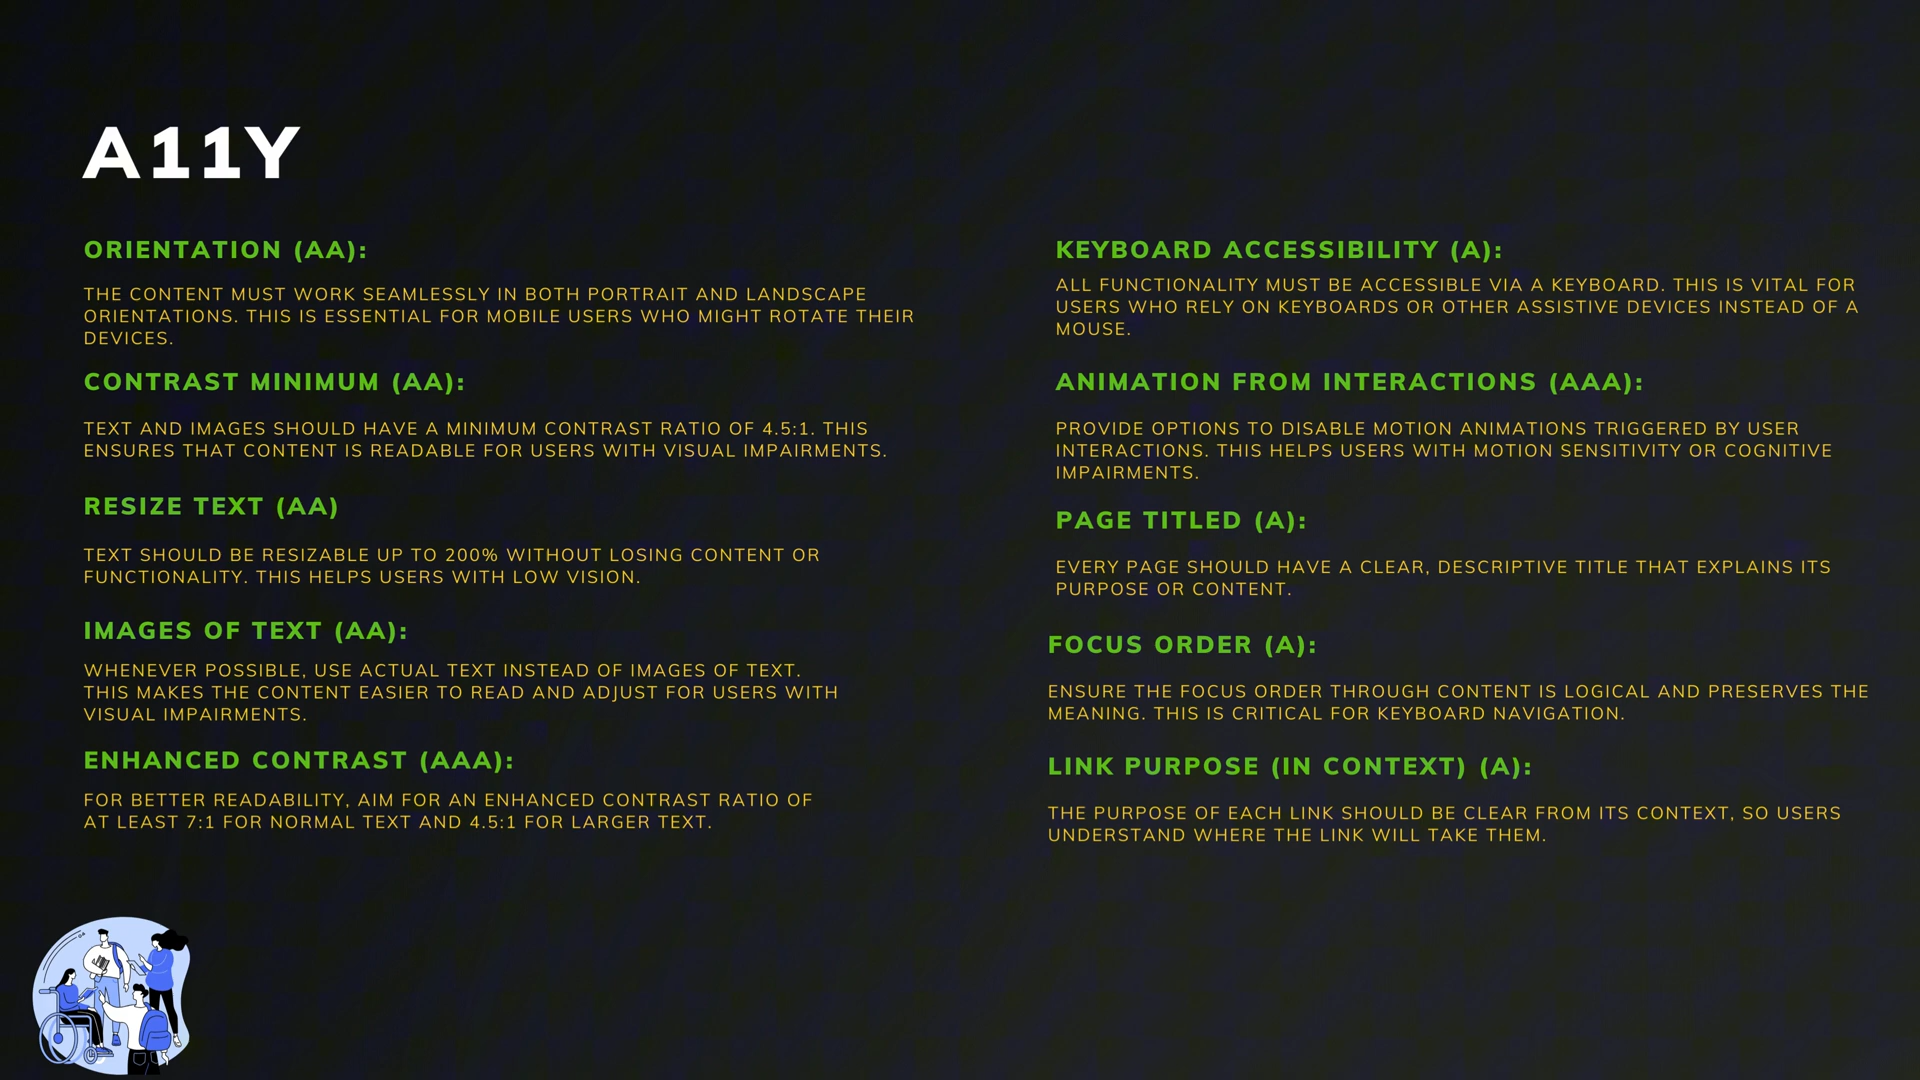 A11Y
ORIENTATION (AA):
THE CONTENT MUST WORK SEAMLESSLY IN BOTH PORTRAIT AND LANDSCAPE
ORIENTATIONS. THIS IS ESSENTIAL FOR MOBILE USERS WHO MIGHT ROTATE THEIR
DEVICES.
CONTRAST MINIMUM (AA):
TEXT AND IMAGES SHOULD HAVE A MINIMUM CONTRAST RATIO OF 4.5:1. THIS
ENSURES THAT CONTENT IS READABLE FOR USERS WITH VISUAL IMPAIRMENTS.
RESIZE TEXT (AA)
TEXT SHOULD BE RESIZABLE UP TO 200% WITHOUT LOSING CONTENT OR
FUNCTIONALITY. THIS HELPS USERS WITH LOW VISION.
IMAGES OF TEXT (AA):
WHENEVER POSSIBLE, USE ACTUAL TEXT INSTEAD OF IMAGES OF TEXT.
THIS MAKES THE CONTENT EASIER TO READ AND ADJUST FOR USERS WITH
VISUAL IMPAIRMENTS.
ENHANCED CONTRAST (AAA):
FOR BETTER READABILITY, AIM FOR AN ENHANCED CONTRAST RATIO OF
AT LEAST 7:1 FOR NORMAL TEXT AND 4.5:1 FOR LARGER TEXT.
KEYBOARD ACCESSIBILITY (A):
ALL FUNCTIONALITY MUST BE ACCESSIBLE VIA A KEYBOARD. THIS IS VITAL FOR
USERS WHO RELY ON KEYBOARDS OR OTHER ASSISTIVE DEVICES INSTEAD OF A
MOUSE.
ANIMATION FROM INTERACTIONS (AAA):
PROVIDE OPTIONS TO DISABLE MOTION ANIMATIONS TRIGGERED BY USER
INTERACTIONS. THIS HELPS USERS WITH MOTION SENSITIVITY OR COGNITIVE
IMPAIRMENTS.
PAGE TITLED (A):
EVERY PAGE SHOULD HAVE A CLEAR, DESCRIPTIVE TITLE THAT EXPLAINS ITS
PURPOSE OR CONTENT.
FOCUS ORDER (A):
ENSURE THE FOCUS ORDER THROUGH CONTENT IS LOGICAL AND PRESERVES THE
MEANING. THIS IS CRITICAL FOR KEYBOARD NAVIGATION.
LINK PURPOSE (IN CONTEXT) (A):
THE PURPOSE OF EACH LINK SHOULD BE CLEAR FROM ITS CONTEXT, SO USERS
UNDERSTAND WHERE THE LINK WILL TAKE THEM.